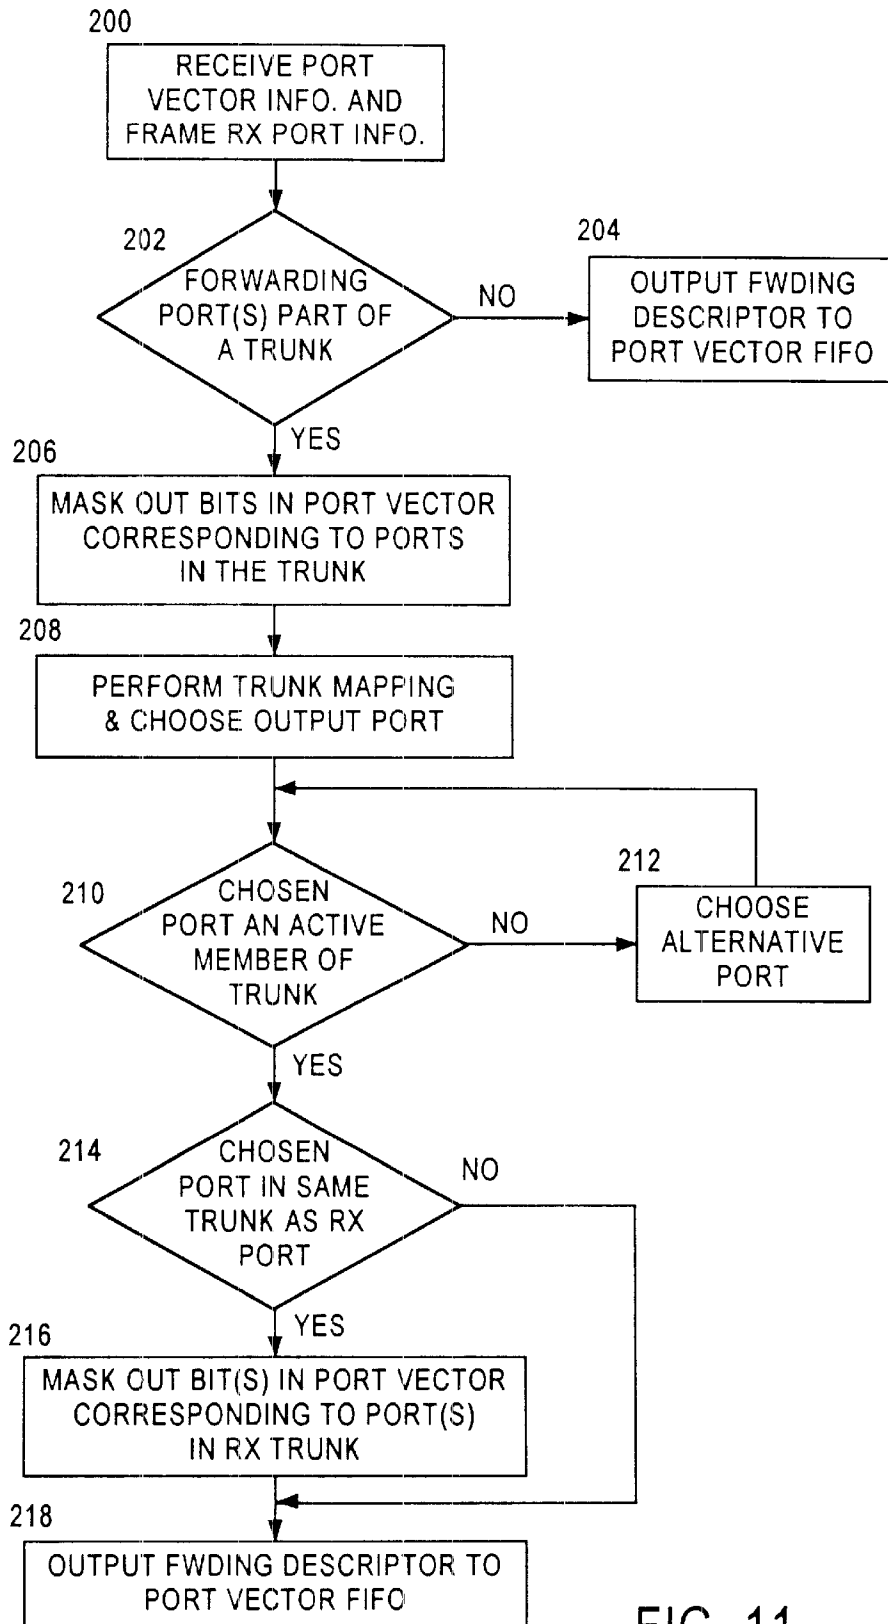 200
RECEIVE PORT
VECTOR INFO. AND
FRAME RX PORT INFO.
202
FORWARDING
PORT(S) PART OF
A TRUNK
NO
204
OUTPUT FWDING
DESCRIPTOR TO
PORT VECTOR FIFO
YES
206
MASK OUT BITS IN PORT VECTOR
CORRESPONDING TO PORTS
IN THE TRUNK
208
PERFORM TRUNK MAPPING
& CHOOSE OUTPUT PORT
210
CHOSEN
PORT AN ACTIVE
MEMBER OF
TRUNK
NO
212
CHOOSE
ALTERNATIVE
PORT
YES
214
CHOSEN
PORT IN SAME
TRUNK AS RX
PORT
NO
YES
216
MASK OUT BIT(S) IN PORT VECTOR
CORRESPONDING TO PORT(S)
IN RX TRUNK
218
OUTPUT FWDING DESCRIPTOR TO
PORT VECTOR FIFO
FIG. 11